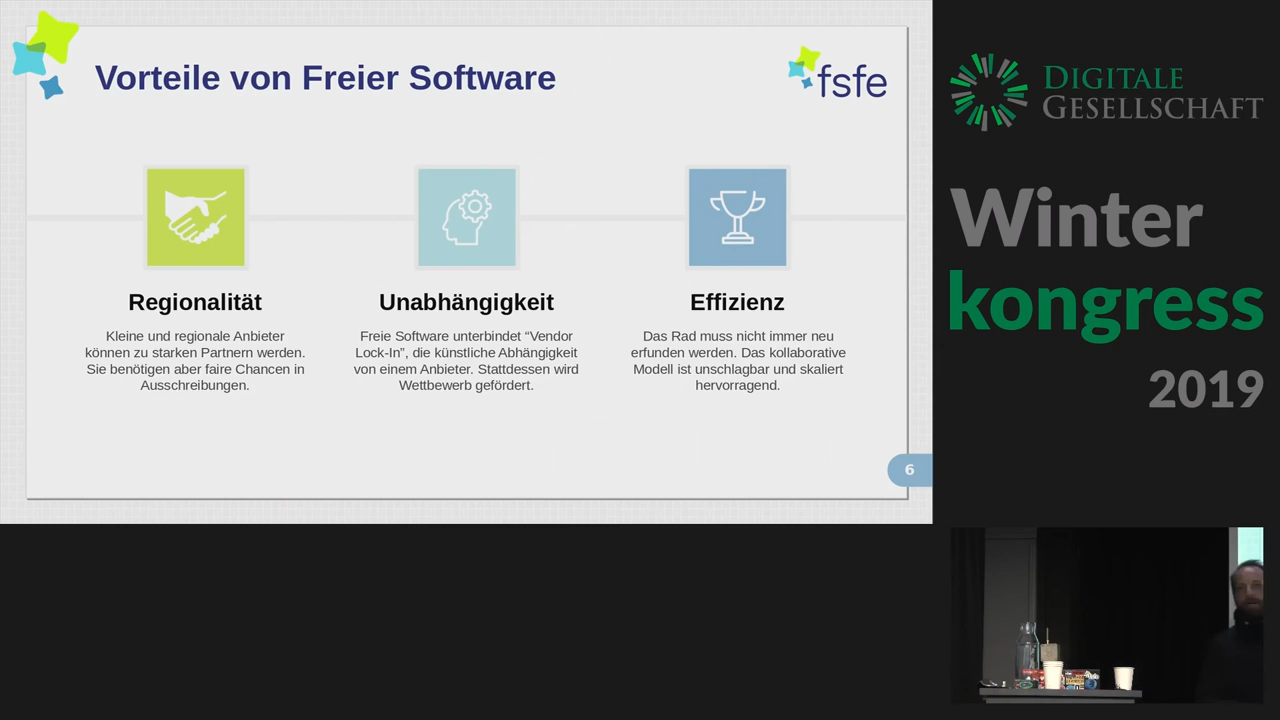 Vorteile von Freier Software
fsfe
Regionalität
Kleine und regionale Anbieter
können zu starken Partnern werden.
Sie benötigen aber faire Chancen in
Ausschreibungen.
Unabhängigkeit
Freie Software unterbindet “Vendor
Lock-In”, die künstliche Abhängigkeit
von einem Anbieter. Stattdessen wird
Wettbewerb gefördert.
Effizienz
Das Rad muss nicht immer neu
erfunden werden. Das kollaborative
Modell ist unschlagbar und skaliert
hervorragend.
6
DIGITALE
GESELLSCHAFT
Winter
kongress
2019